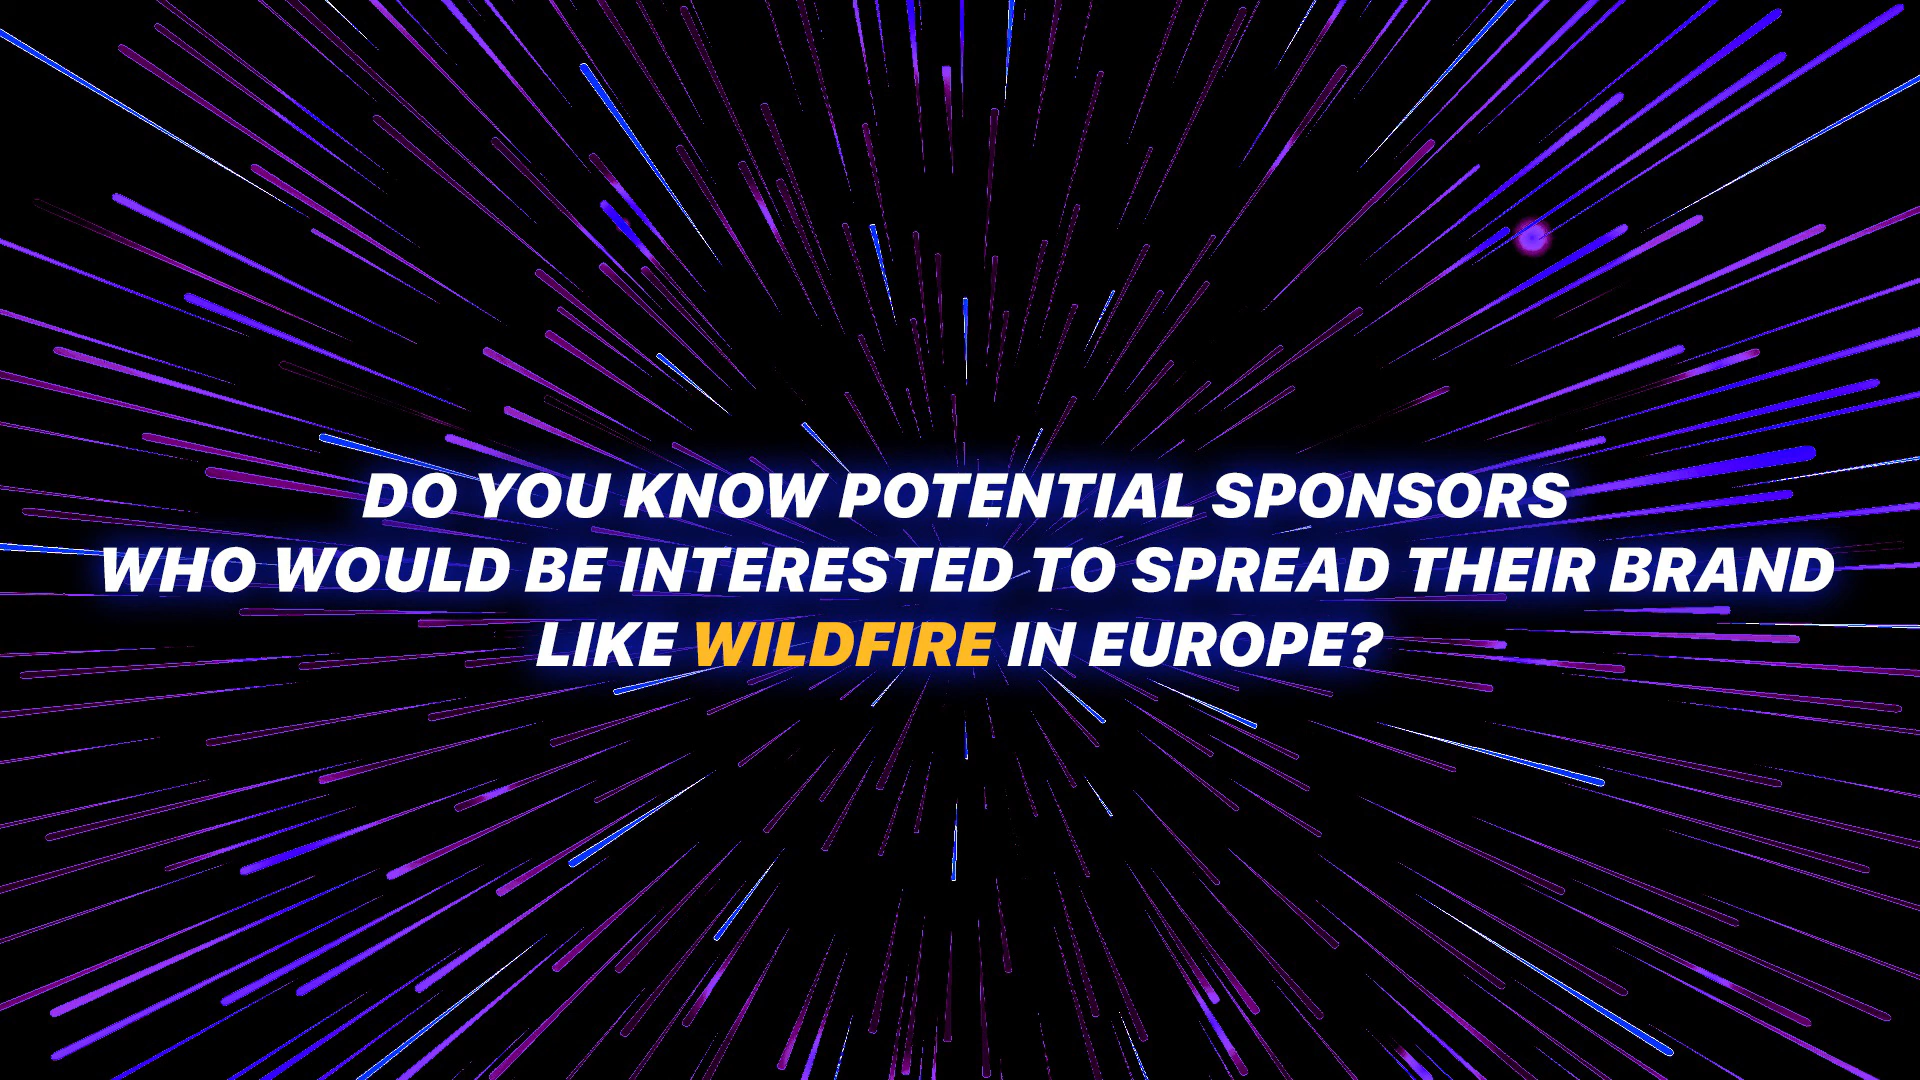 DO YOU KNOW POTENTIAL SPONSORS
WHO WOULD BE INTERESTED TO SPREAD THEIR BRAND
LIKE WILDFIRE IN EUROPE?